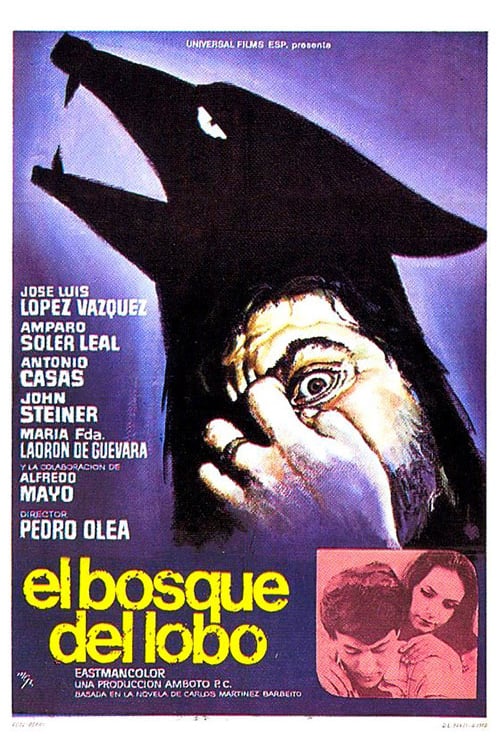 UNIVERSAL FILMS ESP. presente
JOSE LUIS
LOPEZ VAZQUEZ
AMPARO
SOLER LEAL
ANTONIO
CASAS
JOHN
STEINER
MARIA Fda.
LADRON DE GUEVARA
Y LA COLABORACION DE
ALFREDO
MAYO
DIRECTOR
PEDRO OLEA
el bosque
del lobo
EASTMANCOLOR
UNA PRODUCCION AMBOTO P.C.
BASADA EN LA NOVELA DE CARLOS MARTINEZ BARBEITO